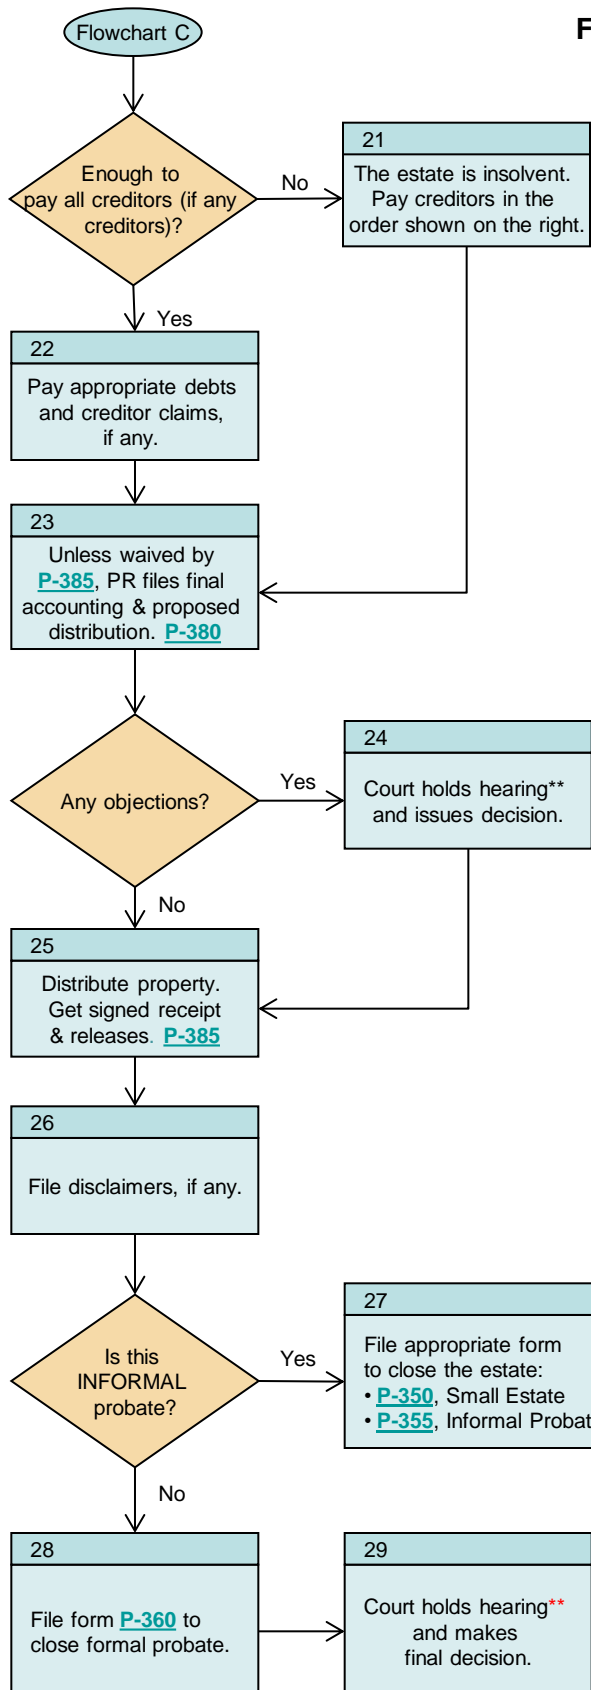 Flowchart C
F
Enough to
pay all creditors (if any
creditors)?
No
21
The estate is insolvent.
Pay creditors in the
order shown on the right.
Yes
22
Pay appropriate debts
and creditor claims,
if any.
23
Unless waived by
P-385, PR files final
accounting & proposed
distribution. P-380
Any objections?
Yes
24
Court holds hearing**
and issues decision.
No
25
Distribute property.
Get signed receipt
& releases. P-385
26
File disclaimers, if any.
Is this
INFORMAL
probate?
Yes
27
File appropriate form
to close the estate:
• P-350, Small Estate
• P-355, Informal Probat
No
28
File form P-360 to
close formal probate.
29
Court holds hearing**
and makes
final decision.